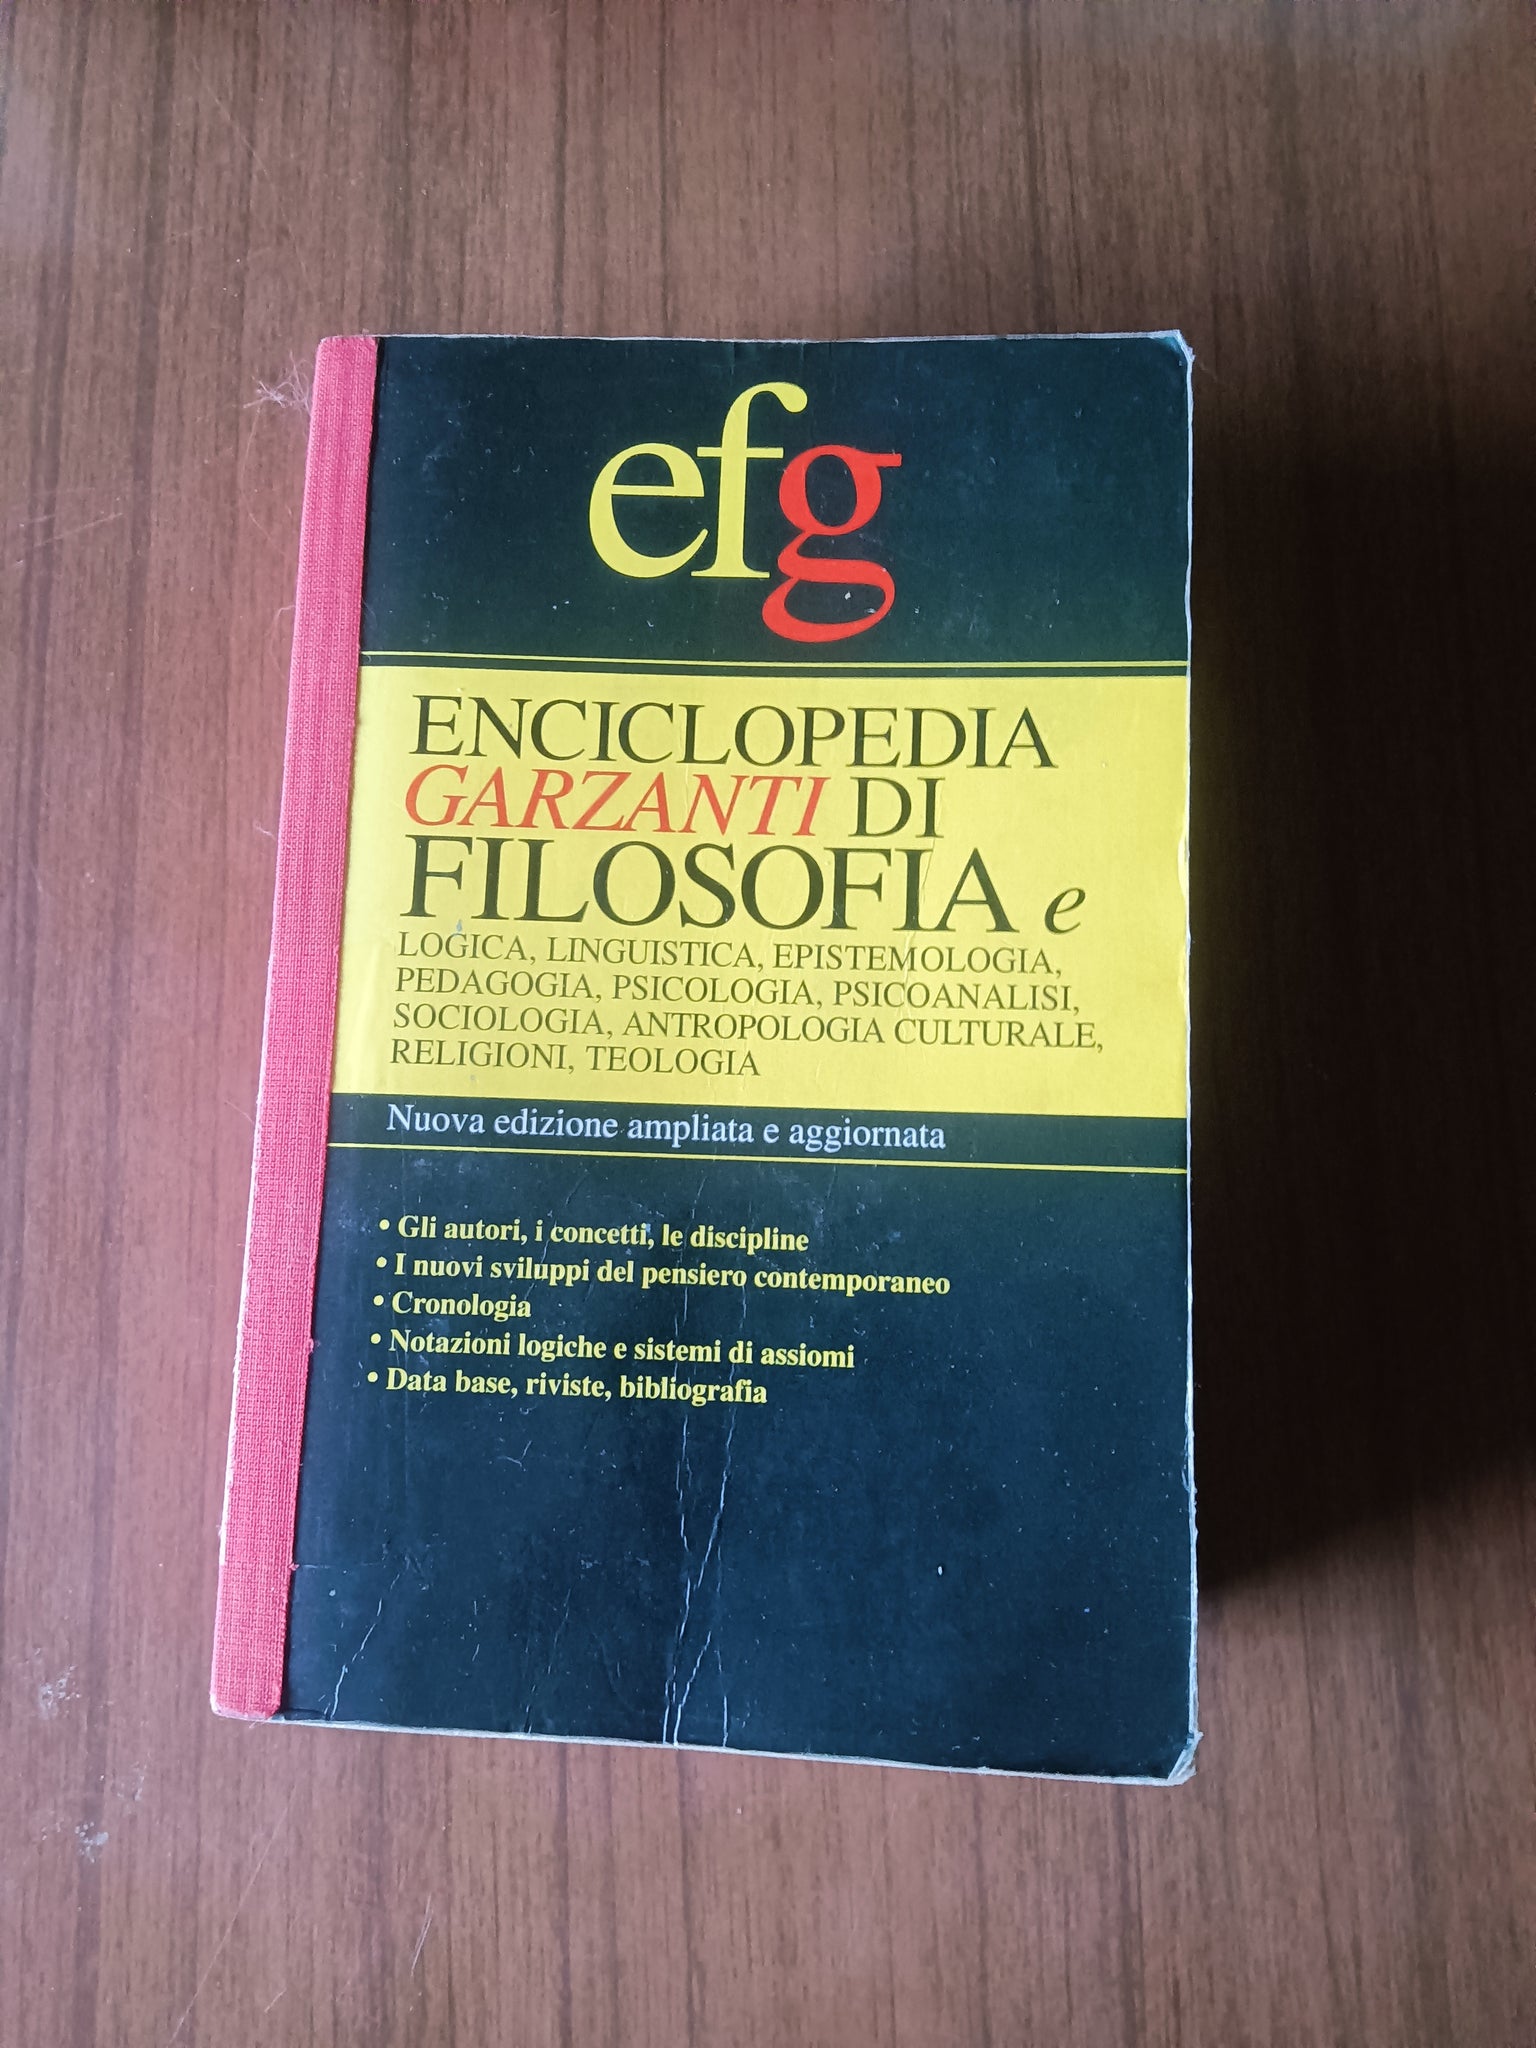 efg
ENCICLOPEDIA
GARZANTI DI
FILOSOFIA e
LOGICA, LINGUISTICA, EPISTEMOLOGIA,
PEDAGOGIA, PSICOLOGIA, PSICOANALISI,
SOCIOLOGIA, ANTROPOLOGIA CULTURALE,
RELIGIONI, TEOLOGIA
Nuova edizione ampliata e aggiornata
• Gli autori, i concetti, le discipline
• I nuovi sviluppi del pensiero contemporaneo
• Cronologia
• Notazioni logiche e sistemi di assiomi
• Data base, riviste, bibliografia